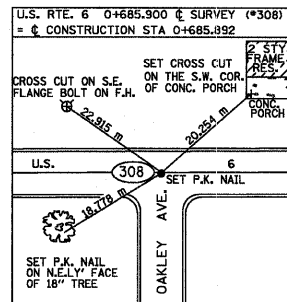 U.S. RTE. 6 0+685.900 ℄ SURVEY (*308)
= ℄ CONSTRUCTION STA 0+685.892
SET CROSS CUT
ON THE S.W. COR.
OF CONC. PORCH
2 STY
FRAME
RES.
CROSS CUT ON S.E.
FLANGE BOLT ON F.H.
CONC.
PORCH
22.915 m
20.254 m
U.S. 6
308
SET P.K. NAIL
18.778 m
OAKLEY AVE.
SET P.K. NAIL
ON N.E.LY' FACE
OF 18" TREE